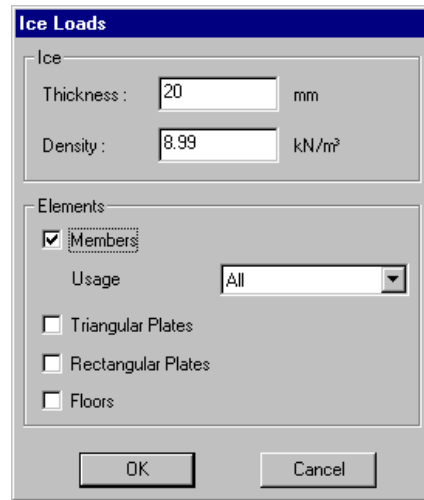 Ice Loads
Ice
Thickness : 20 mm
Density : 8.99 kN/m³
Elements
Members
Usage All
Triangular Plates
Rectangular Plates
Floors
OK Cancel